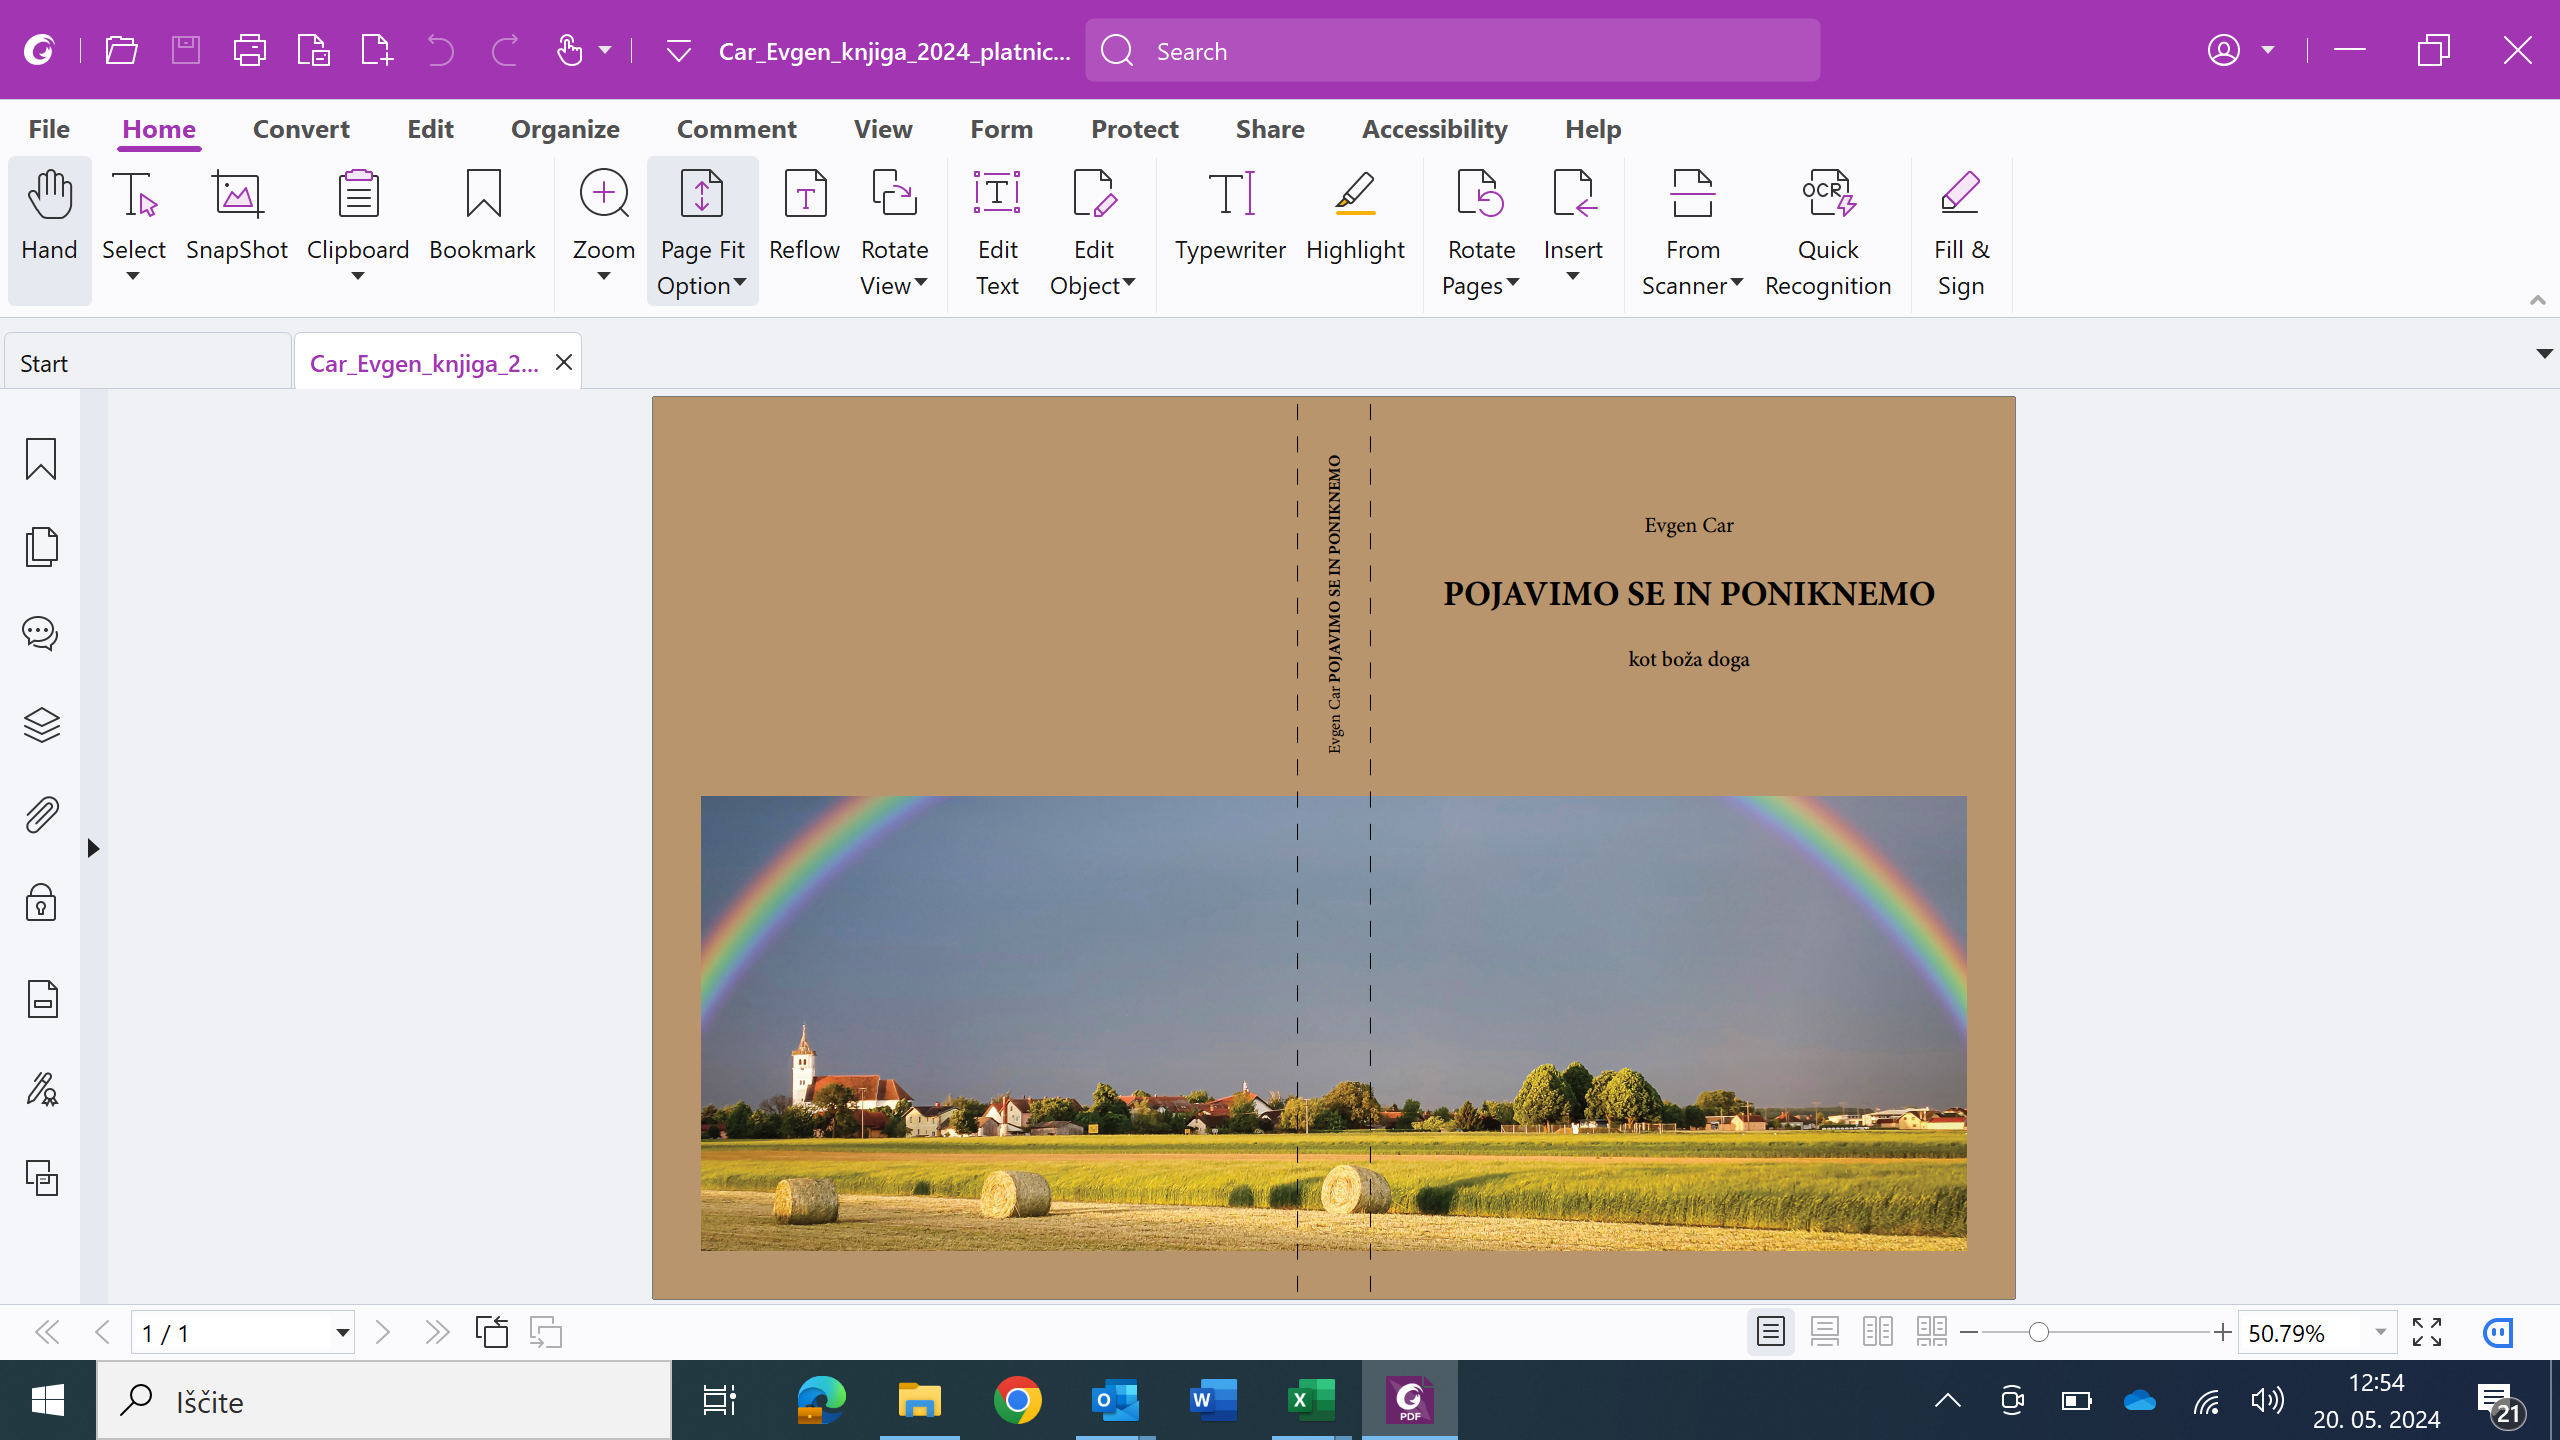 Car_Evgen_knjiga_2024_platnic...
Search
File Home Convert Edit Organize Comment View Form Protect Share Accessibility Help
Hand
Select
SnapShot
Clipboard
Bookmark
Zoom
Page Fit
Option
Reflow
Rotate
View
Edit
Text
Edit
Object
Typewriter
Highlight
Rotate
Pages
Insert
From
Scanner
OCR
Quick
Recognition
Fill &
Sign
Start
Car_Evgen_knjiga_2...
Evgen Car POJAVIMO SE IN PONIKNEMO
Evgen Car
POJAVIMO SE IN PONIKNEMO
kot boža doga
1 / 1
50.79%
Iščite
PDF
12:54
20. 05. 2024
21